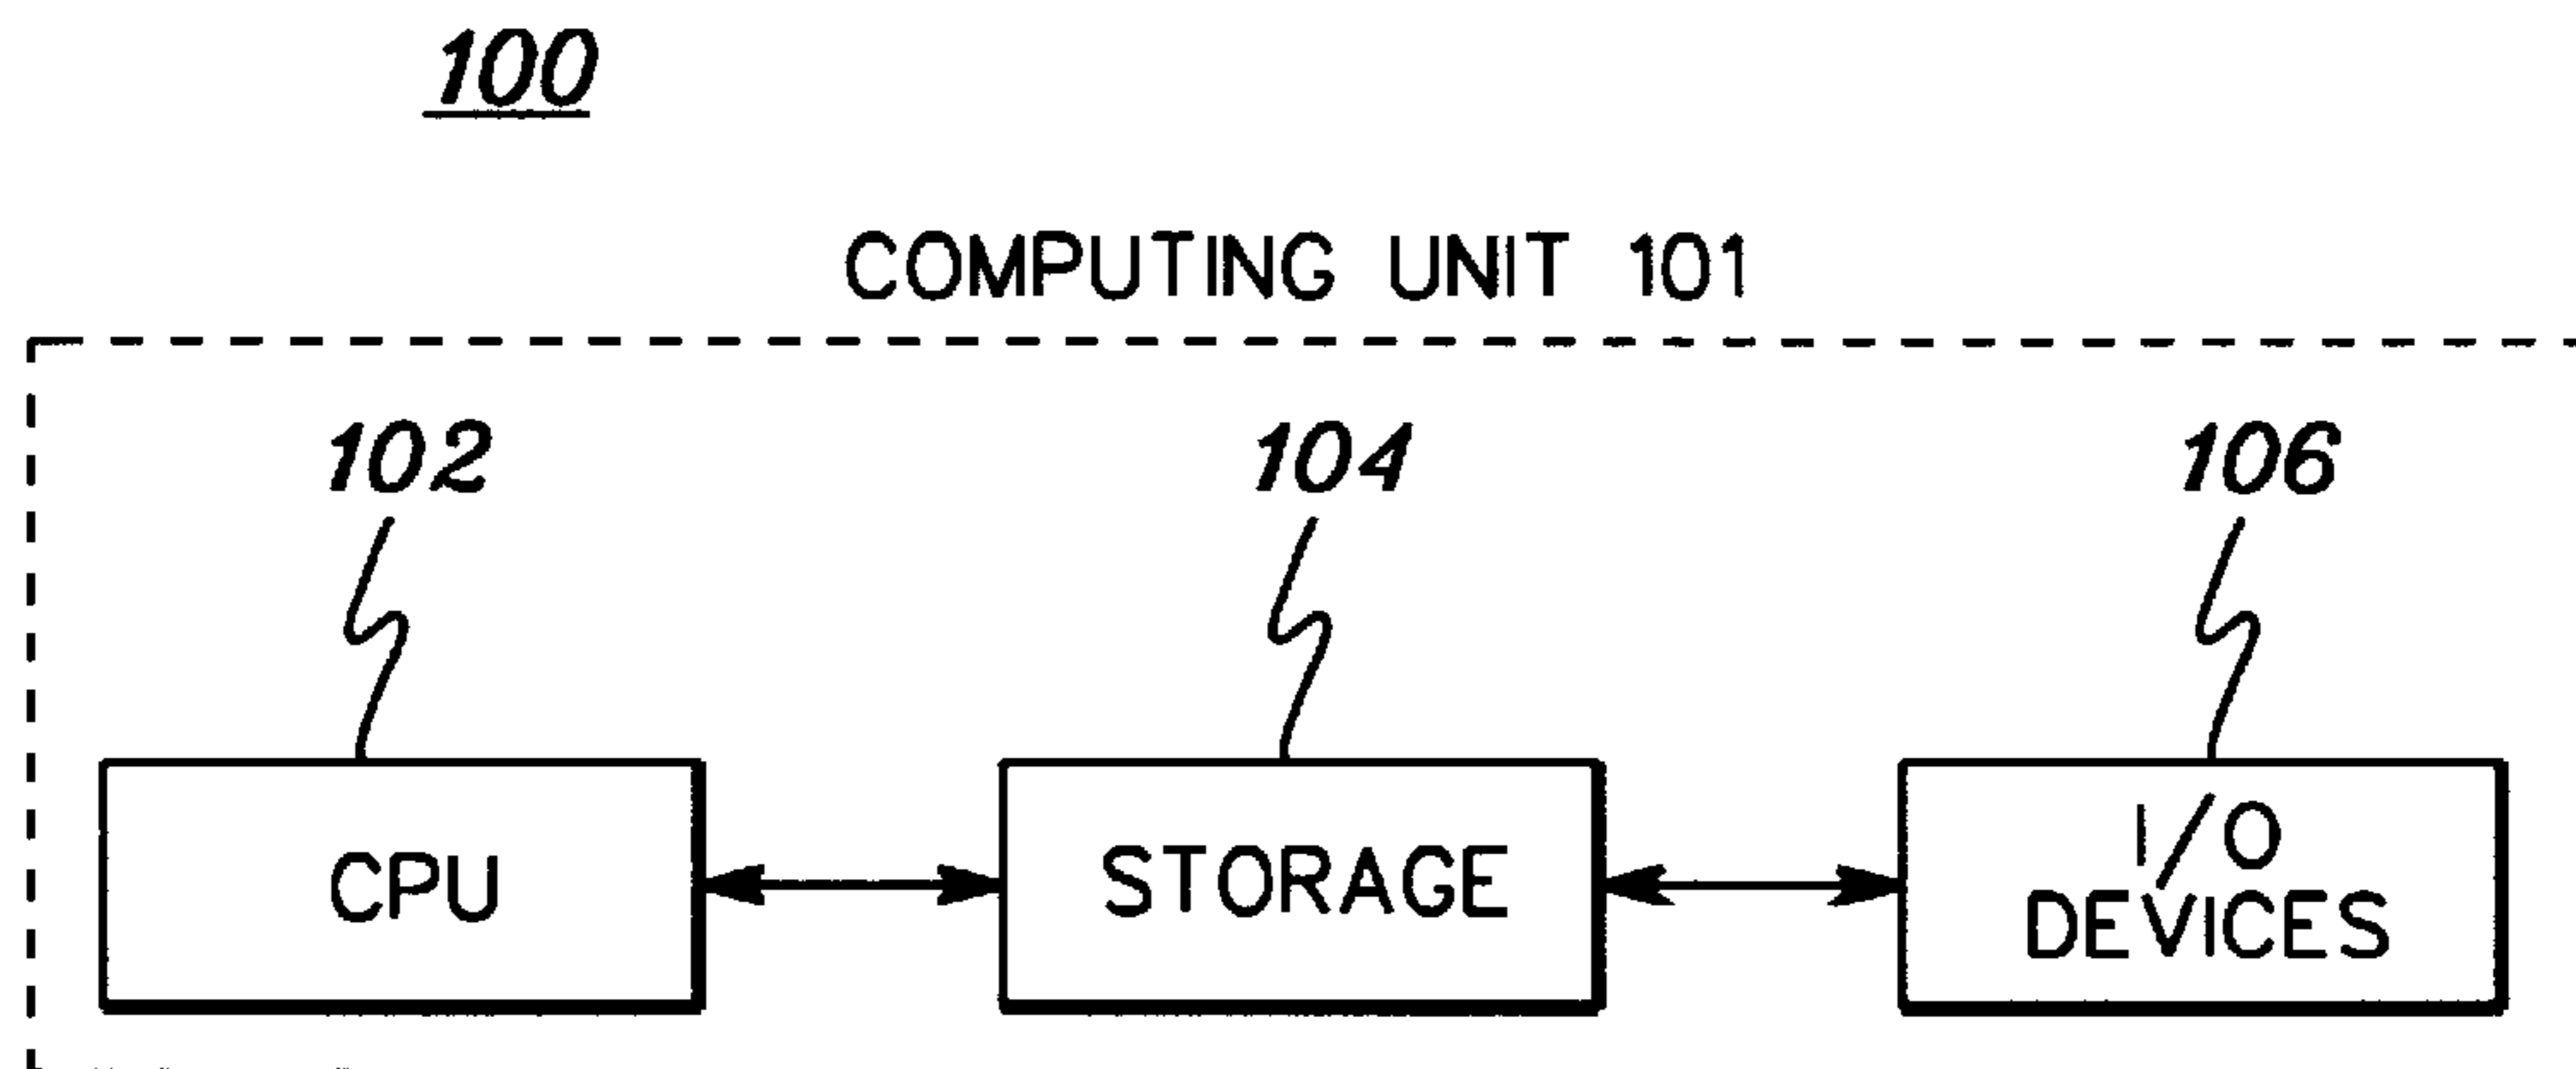 100
COMPUTING UNIT 101
102
104
106
CPU
STORAGE
I/O
DEVICES